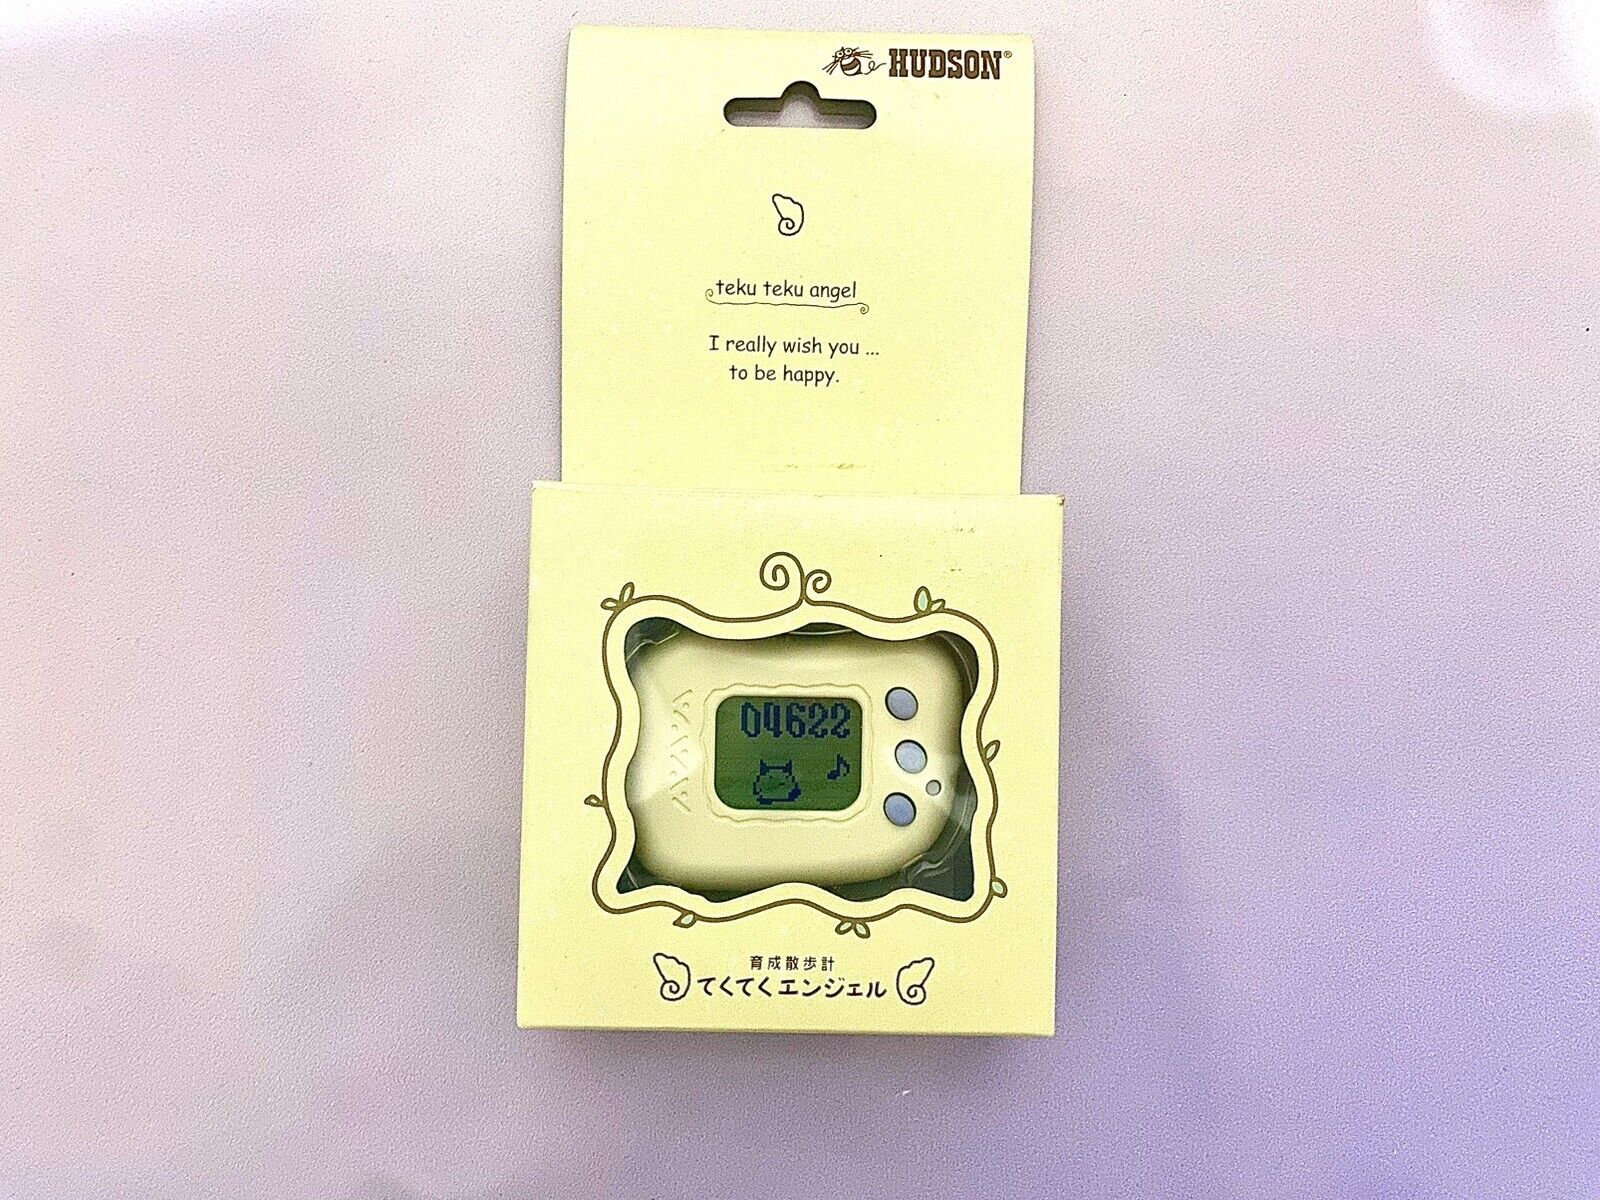 HUDSON®
teku teku angel
I really wish you ...
to be happy.
04622
育成散歩計
てくてくエンジェル